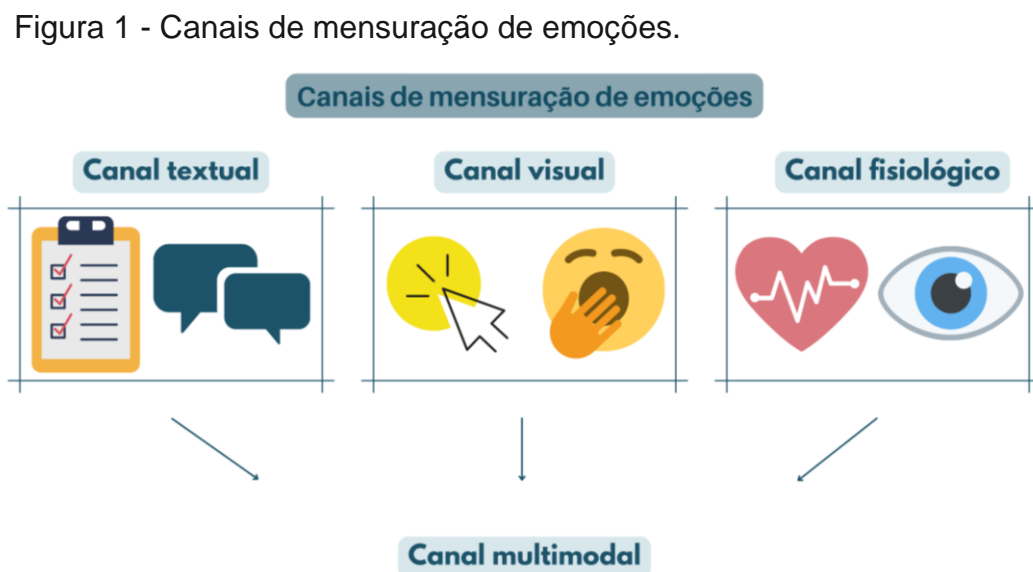 Figura 1 - Canais de mensuração de emoções.
Canais de mensuração de emoções
Canal textual
Canal visual
Canal fisiológico
Canal multimodal